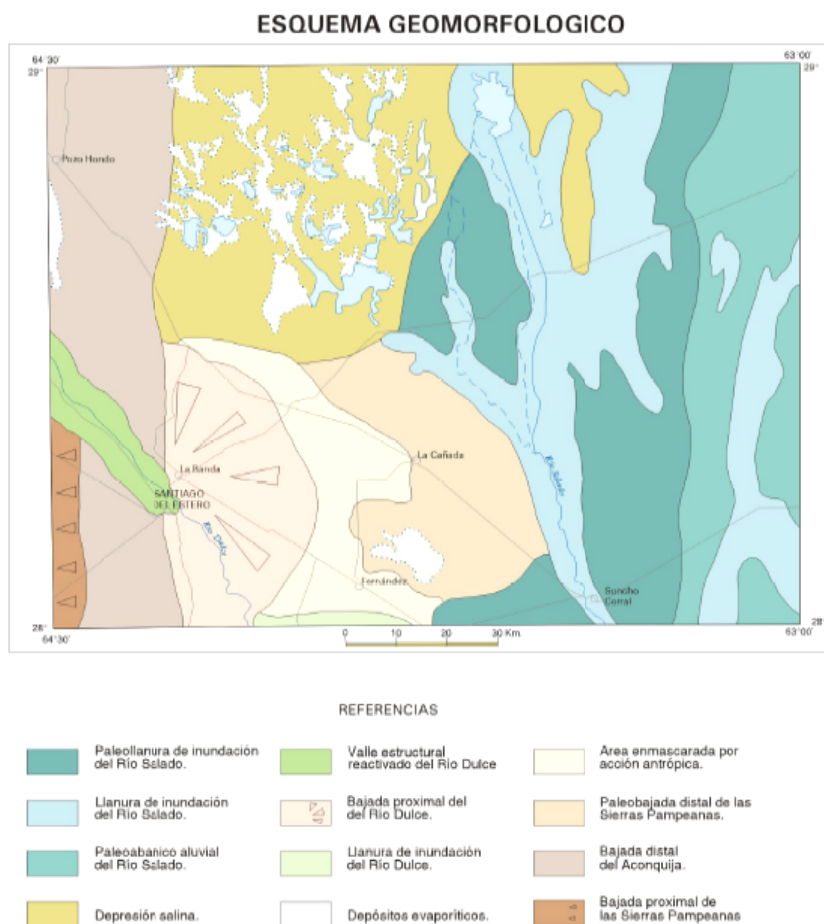 ESQUEMA GEOMORFOLOGICO
64°30'
63°00'
29°
29°
Pozo Hondo
La Cañada
La Banda
SANTIAGO
DEL ESTERO
Río Dulce
Río Salado
Fernández
Suncho
Corral
28°
28°
64°30'
63°00'
0 10 20 30 Km.
REFERENCIAS
Paleollanura de inundación
del Río Salado.
Valle estructural
reactivado del Río Dulce
Area enmascarada por
acción antrópica.
Llanura de inundación
del Río Salado.
Bajada proximal del
del Río Dulce.
Paleobajada distal de las
Sierras Pampeanas.
Paleoabanico aluvial
del Río Salado.
Llanura de inundación
del Río Dulce.
Bajada distal
del Aconquija.
Depresión salina.
Depósitos evaporíticos.
Bajada proximal de
las Sierras Pampeanas